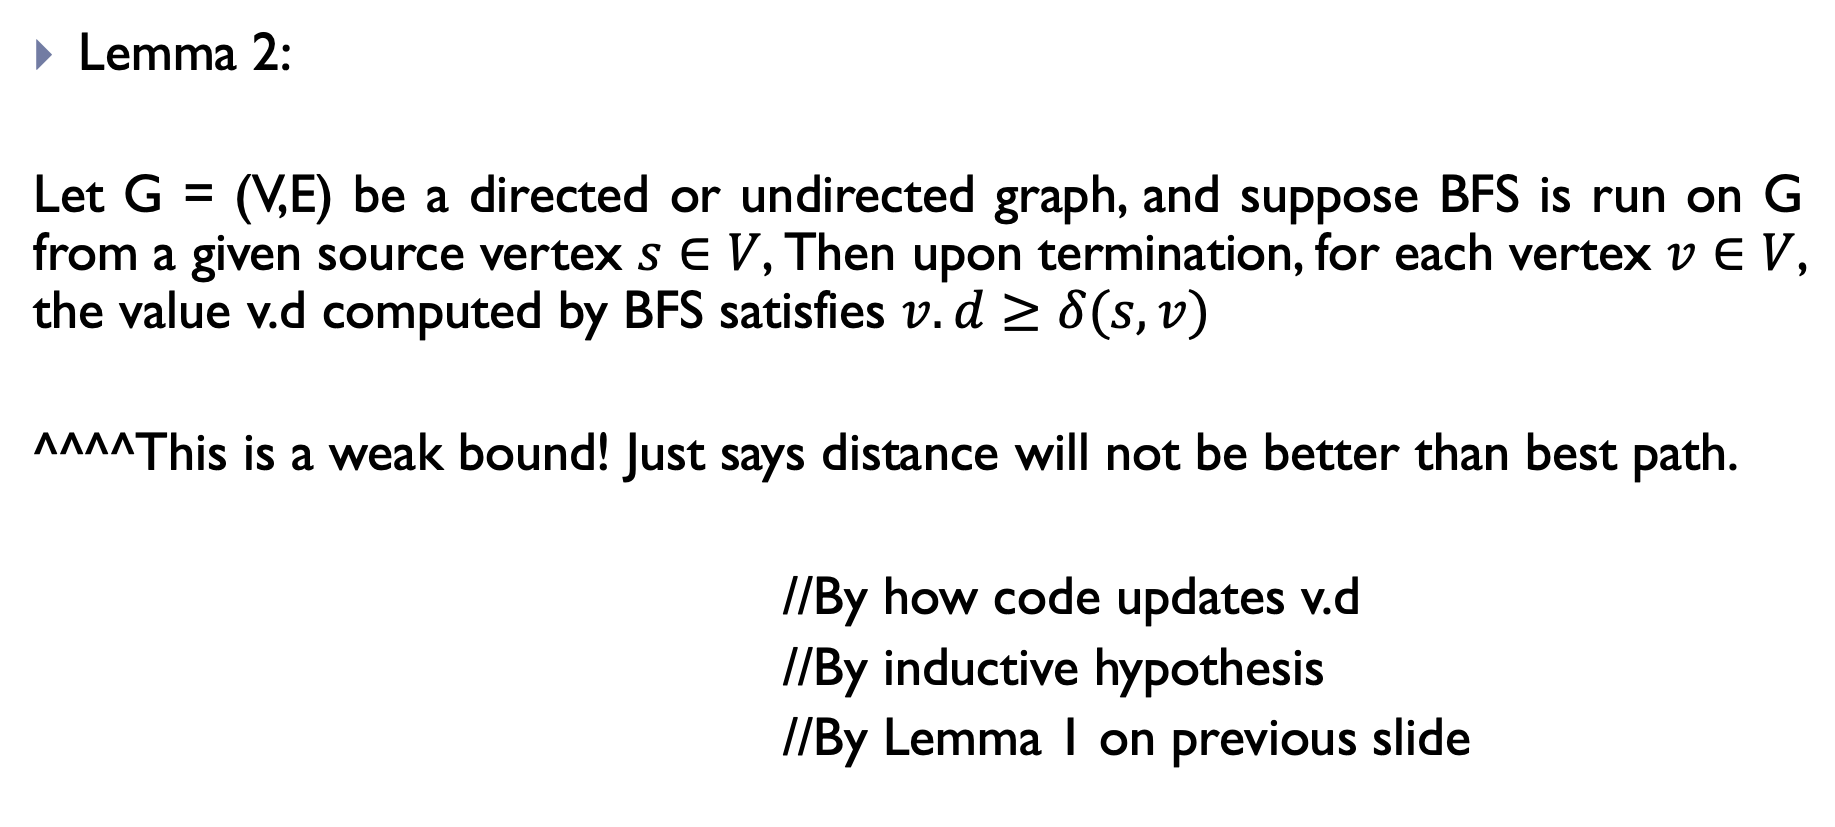 Lemma 2:
Let G = (V,E) be a directed or undirected graph, and suppose BFS is run on G
from a given source vertex s ∈ V, Then upon termination, for each vertex v ∈ V,
the value v.d computed by BFS satisfies v. d ≥ δ(s, v)
^^^^This is a weak bound! Just says distance will not be better than best path.
//By how code updates v.d
//By inductive hypothesis
//By Lemma 1 on previous slide